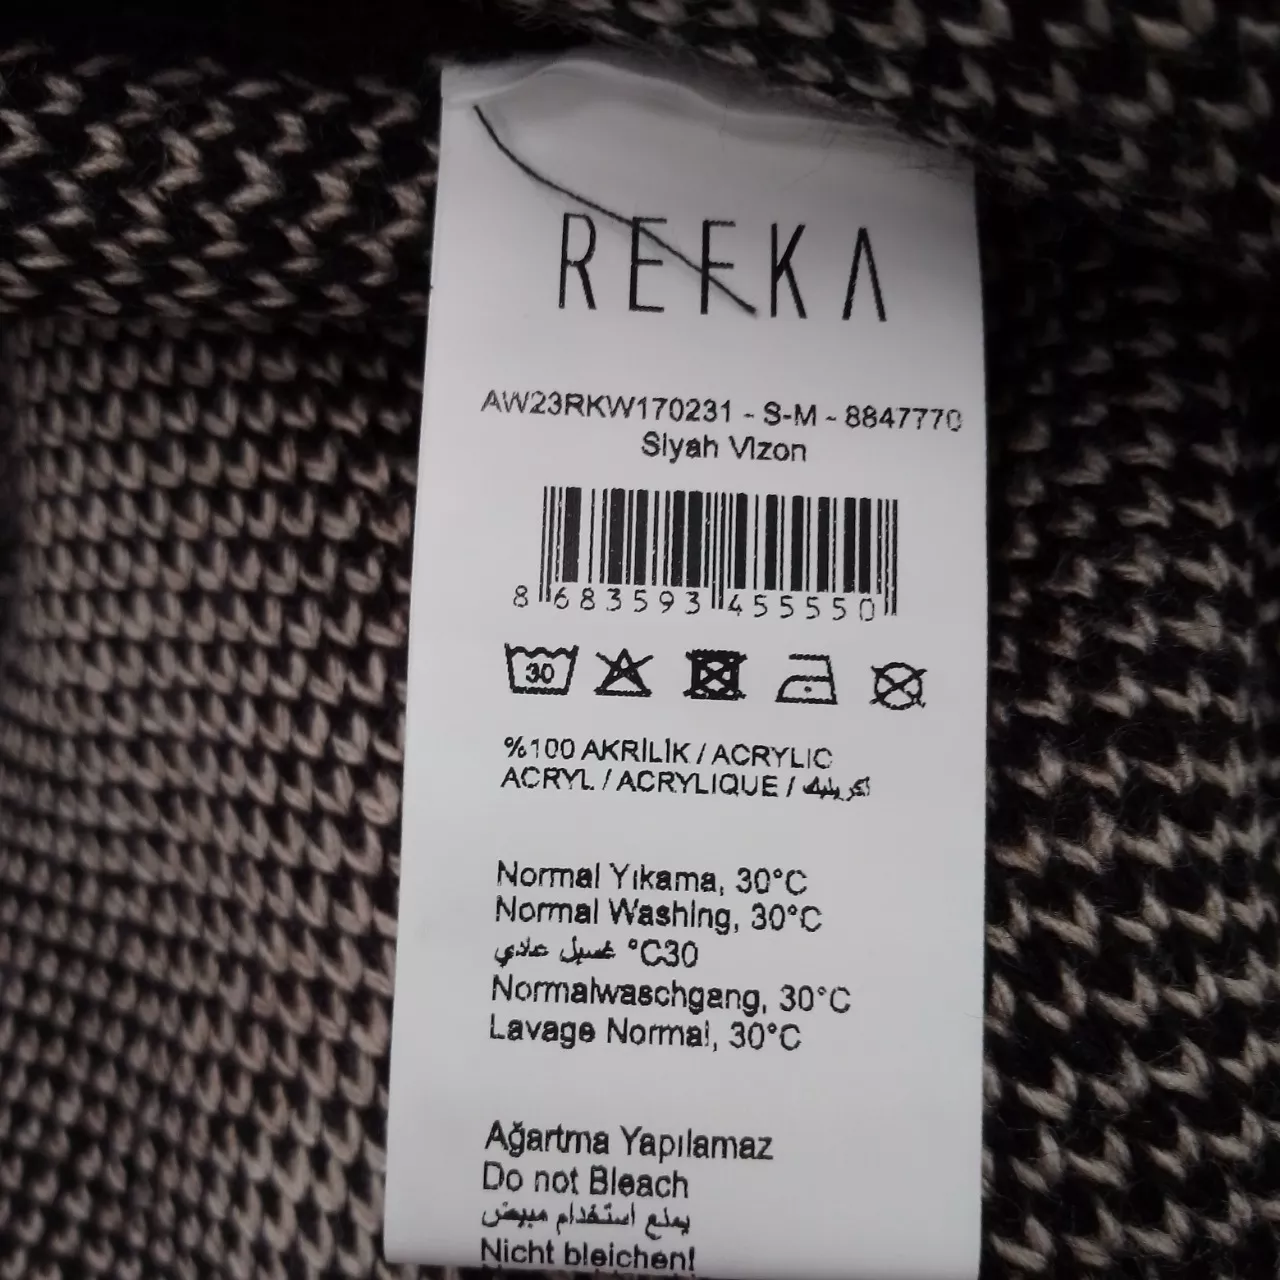 REFKA
AW23RKW170231 - S-M - 8847770
Siyah Vizon
8 683593 455550
30
%100 AKRİLİK / ACRYLIC
ACRYL / ACRYLIQUE / اكريليك
Normal Yıkama, 30°C
Normal Washing, 30°C
غسيل عادي °C30
Normalwaschgang, 30°C
Lavage Normal, 30°C
Ağartma Yapılamaz
Do not Bleach
يمنع استخدام مبيض
Nicht bleichen!